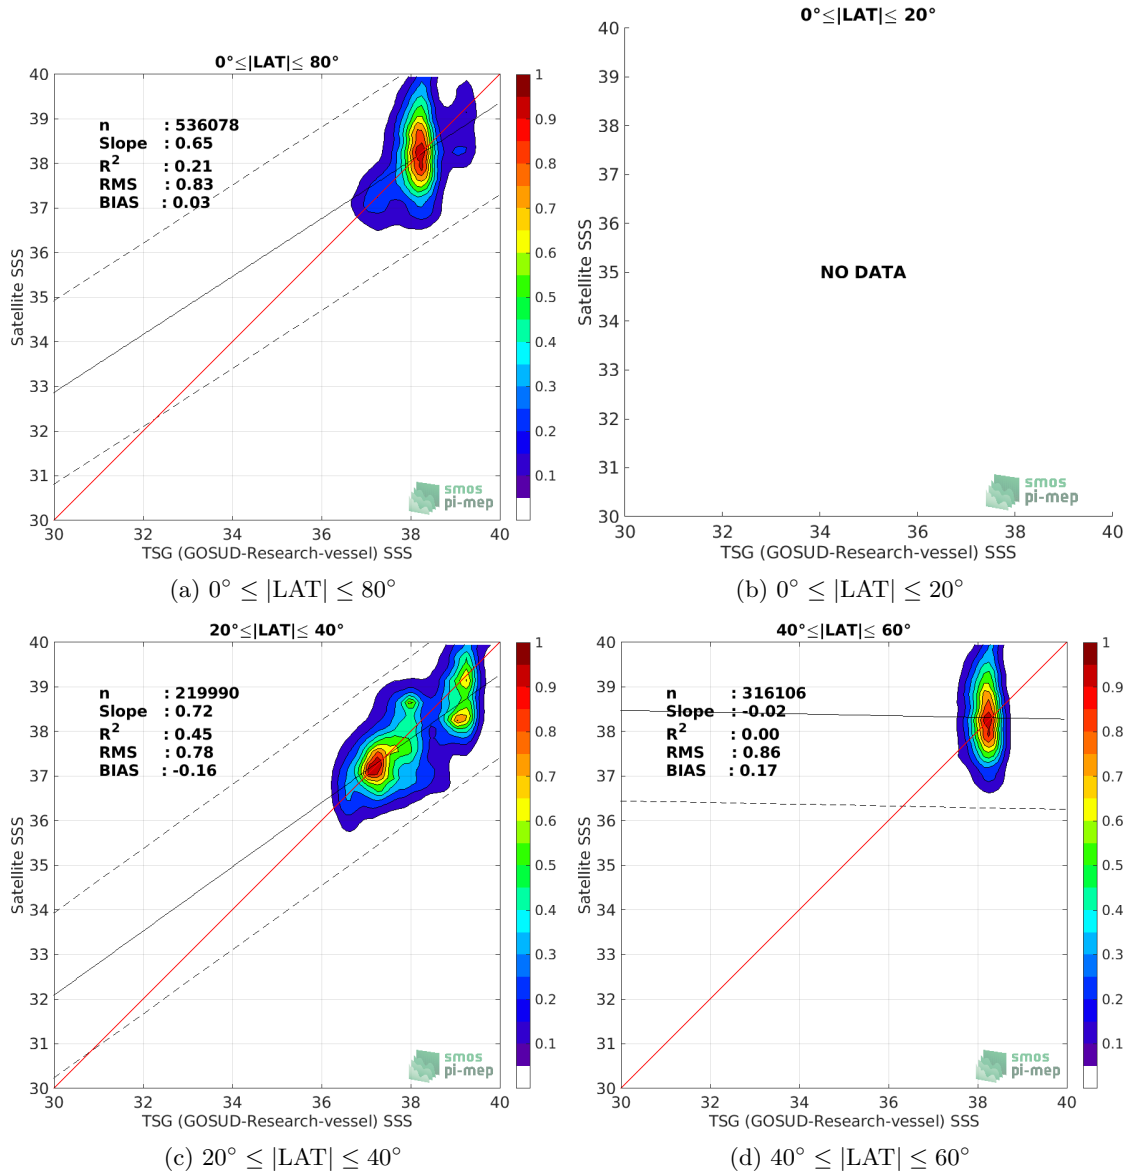 0°≤|LAT|≤ 80°
40
39
38
37
36
35
34
33
32
31
30
30
32
34
36
38
40
Satellite SSS
TSG (GOSUD-Research-vessel) SSS
n : 536078
Slope : 0.65
R² : 0.21
RMS : 0.83
BIAS : 0.03
1
0.9
0.8
0.7
0.6
0.5
0.4
0.3
0.2
0.1
smos
pi-mep
(a) 0° ≤ |LAT| ≤ 80°
0°≤|LAT|≤ 20°
40
39
38
37
36
35
34
33
32
31
30
30
32
34
36
38
40
Satellite SSS
TSG (GOSUD-Research-vessel) SSS
NO DATA
smos
pi-mep
(b) 0° ≤ |LAT| ≤ 20°
20°≤|LAT|≤ 40°
40
39
38
37
36
35
34
33
32
31
30
30
32
34
36
38
40
Satellite SSS
TSG (GOSUD-Research-vessel) SSS
n : 219990
Slope : 0.72
R² : 0.45
RMS : 0.78
BIAS : -0.16
1
0.9
0.8
0.7
0.6
0.5
0.4
0.3
0.2
0.1
smos
pi-mep
(c) 20° ≤ |LAT| ≤ 40°
40°≤|LAT|≤ 60°
40
39
38
37
36
35
34
33
32
31
30
30
32
34
36
38
40
Satellite SSS
TSG (GOSUD-Research-vessel) SSS
n : 316106
Slope : -0.02
R² : 0.00
RMS : 0.86
BIAS : 0.17
1
0.9
0.8
0.7
0.6
0.5
0.4
0.3
0.2
0.1
smos
pi-mep
(d) 40° ≤ |LAT| ≤ 60°